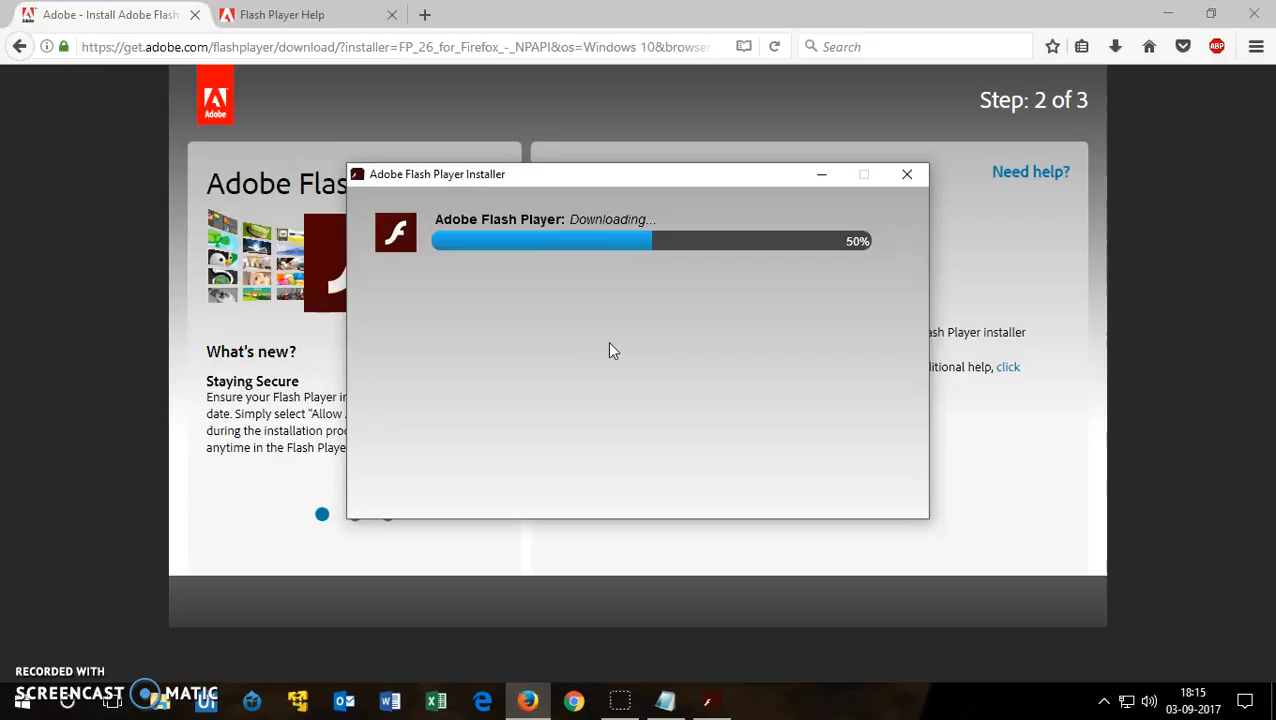 Adobe - Install Adobe Flash
Flash Player Help
https://get.adobe.com/flashplayer/download/?installer=FP_26_for_Firefox_-_NPAPI&os=Windows 10&browser
Search
ABP
Adobe
Step: 2 of 3
Need help?
Adobe Flas
Adobe Flash Player Installer
Adobe Flash Player: Downloading...
50%
ash Player installer
What's new?
itional help, click
Staying Secure
Ensure your Flash Player in
date. Simply select "Allow
during the installation pro
anytime in the Flash Playe
RECORDED WITH
SCREENCAST MATIC
18:15
03-09-2017